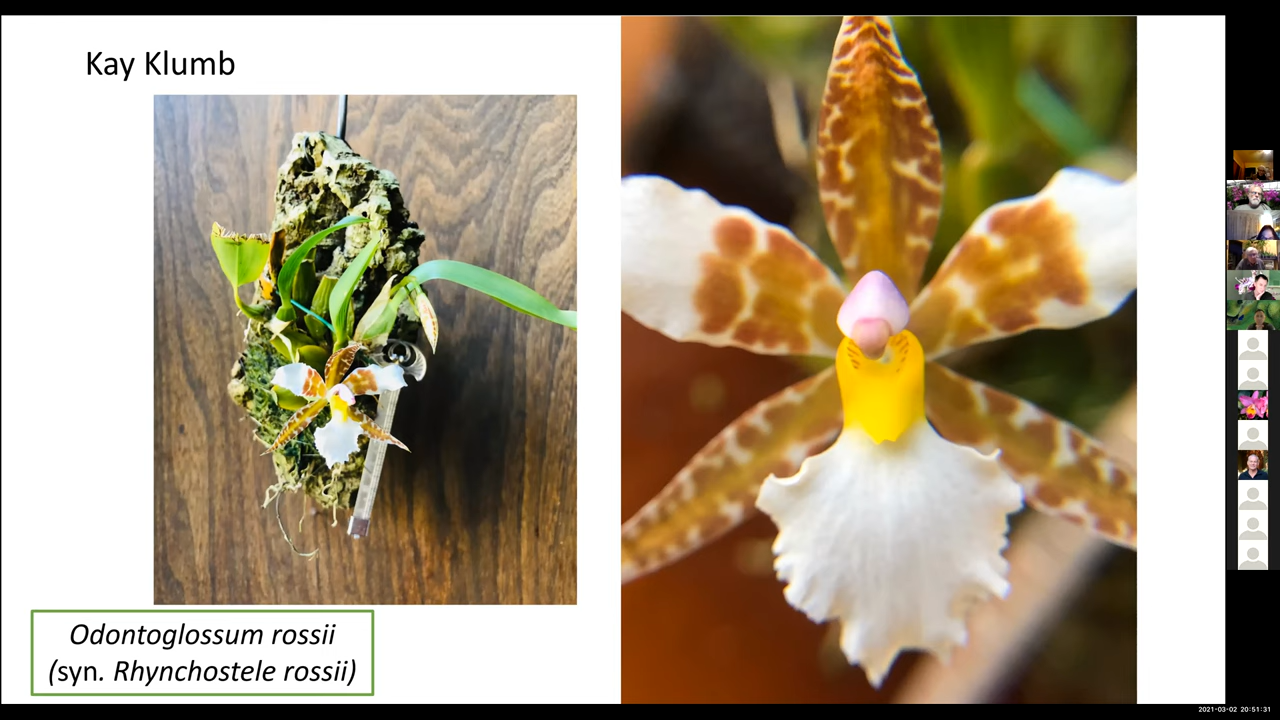 Kay Klumb
Odontoglossum rossii
(syn. Rhynchostele rossii)
2021-03-02 20:51:31